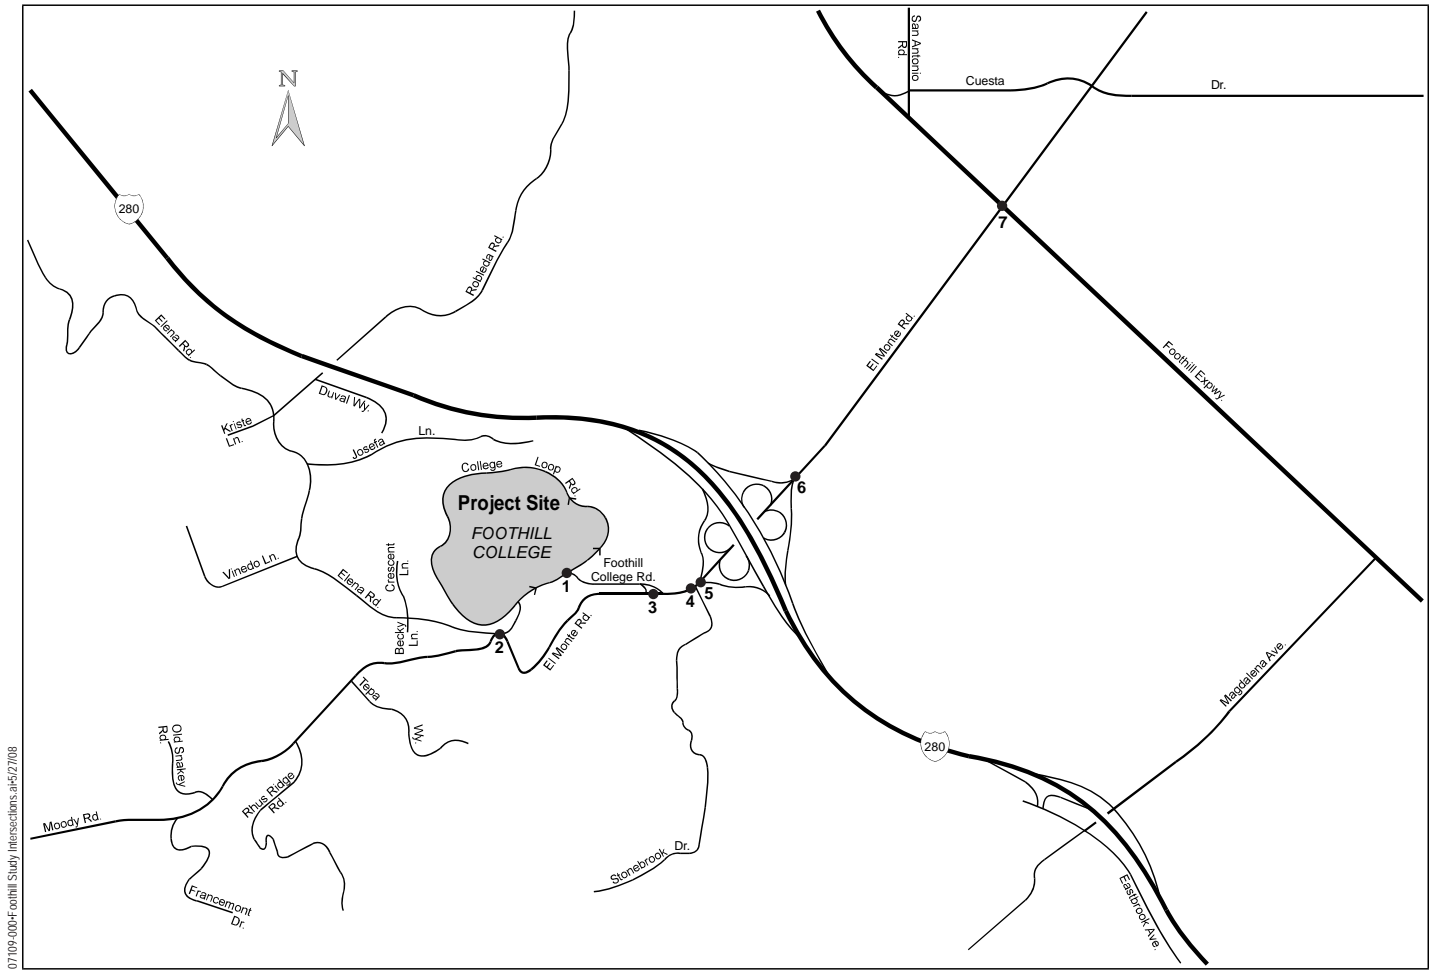 San Antonio
Rd.
Cuesta
Dr.
N
280
7
Robleda Rd.
Elena Rd.
El Monte Rd.
Foothill Expwy.
Duval Wy.
Kriste
Ln.
Josefa
Ln.
College
Loop
Rd.
Project Site
FOOTHILL
COLLEGE
6
Crescent
Ln.
Vinedo Ln.
Elena Rd.
Foothill
College Rd.
1
3
4
5
Becky
Ln.
2
El Monte Rd.
Magdalena Ave.
Tepa
Wy.
Old Snakey
Rd.
280
Rhus Ridge
Rd.
Moody Rd.
Stonebrook
Dr.
Francemont
Dr.
Eastbrook Ave.
07109-000•Foothill Study Intersections.ai•5/27/08